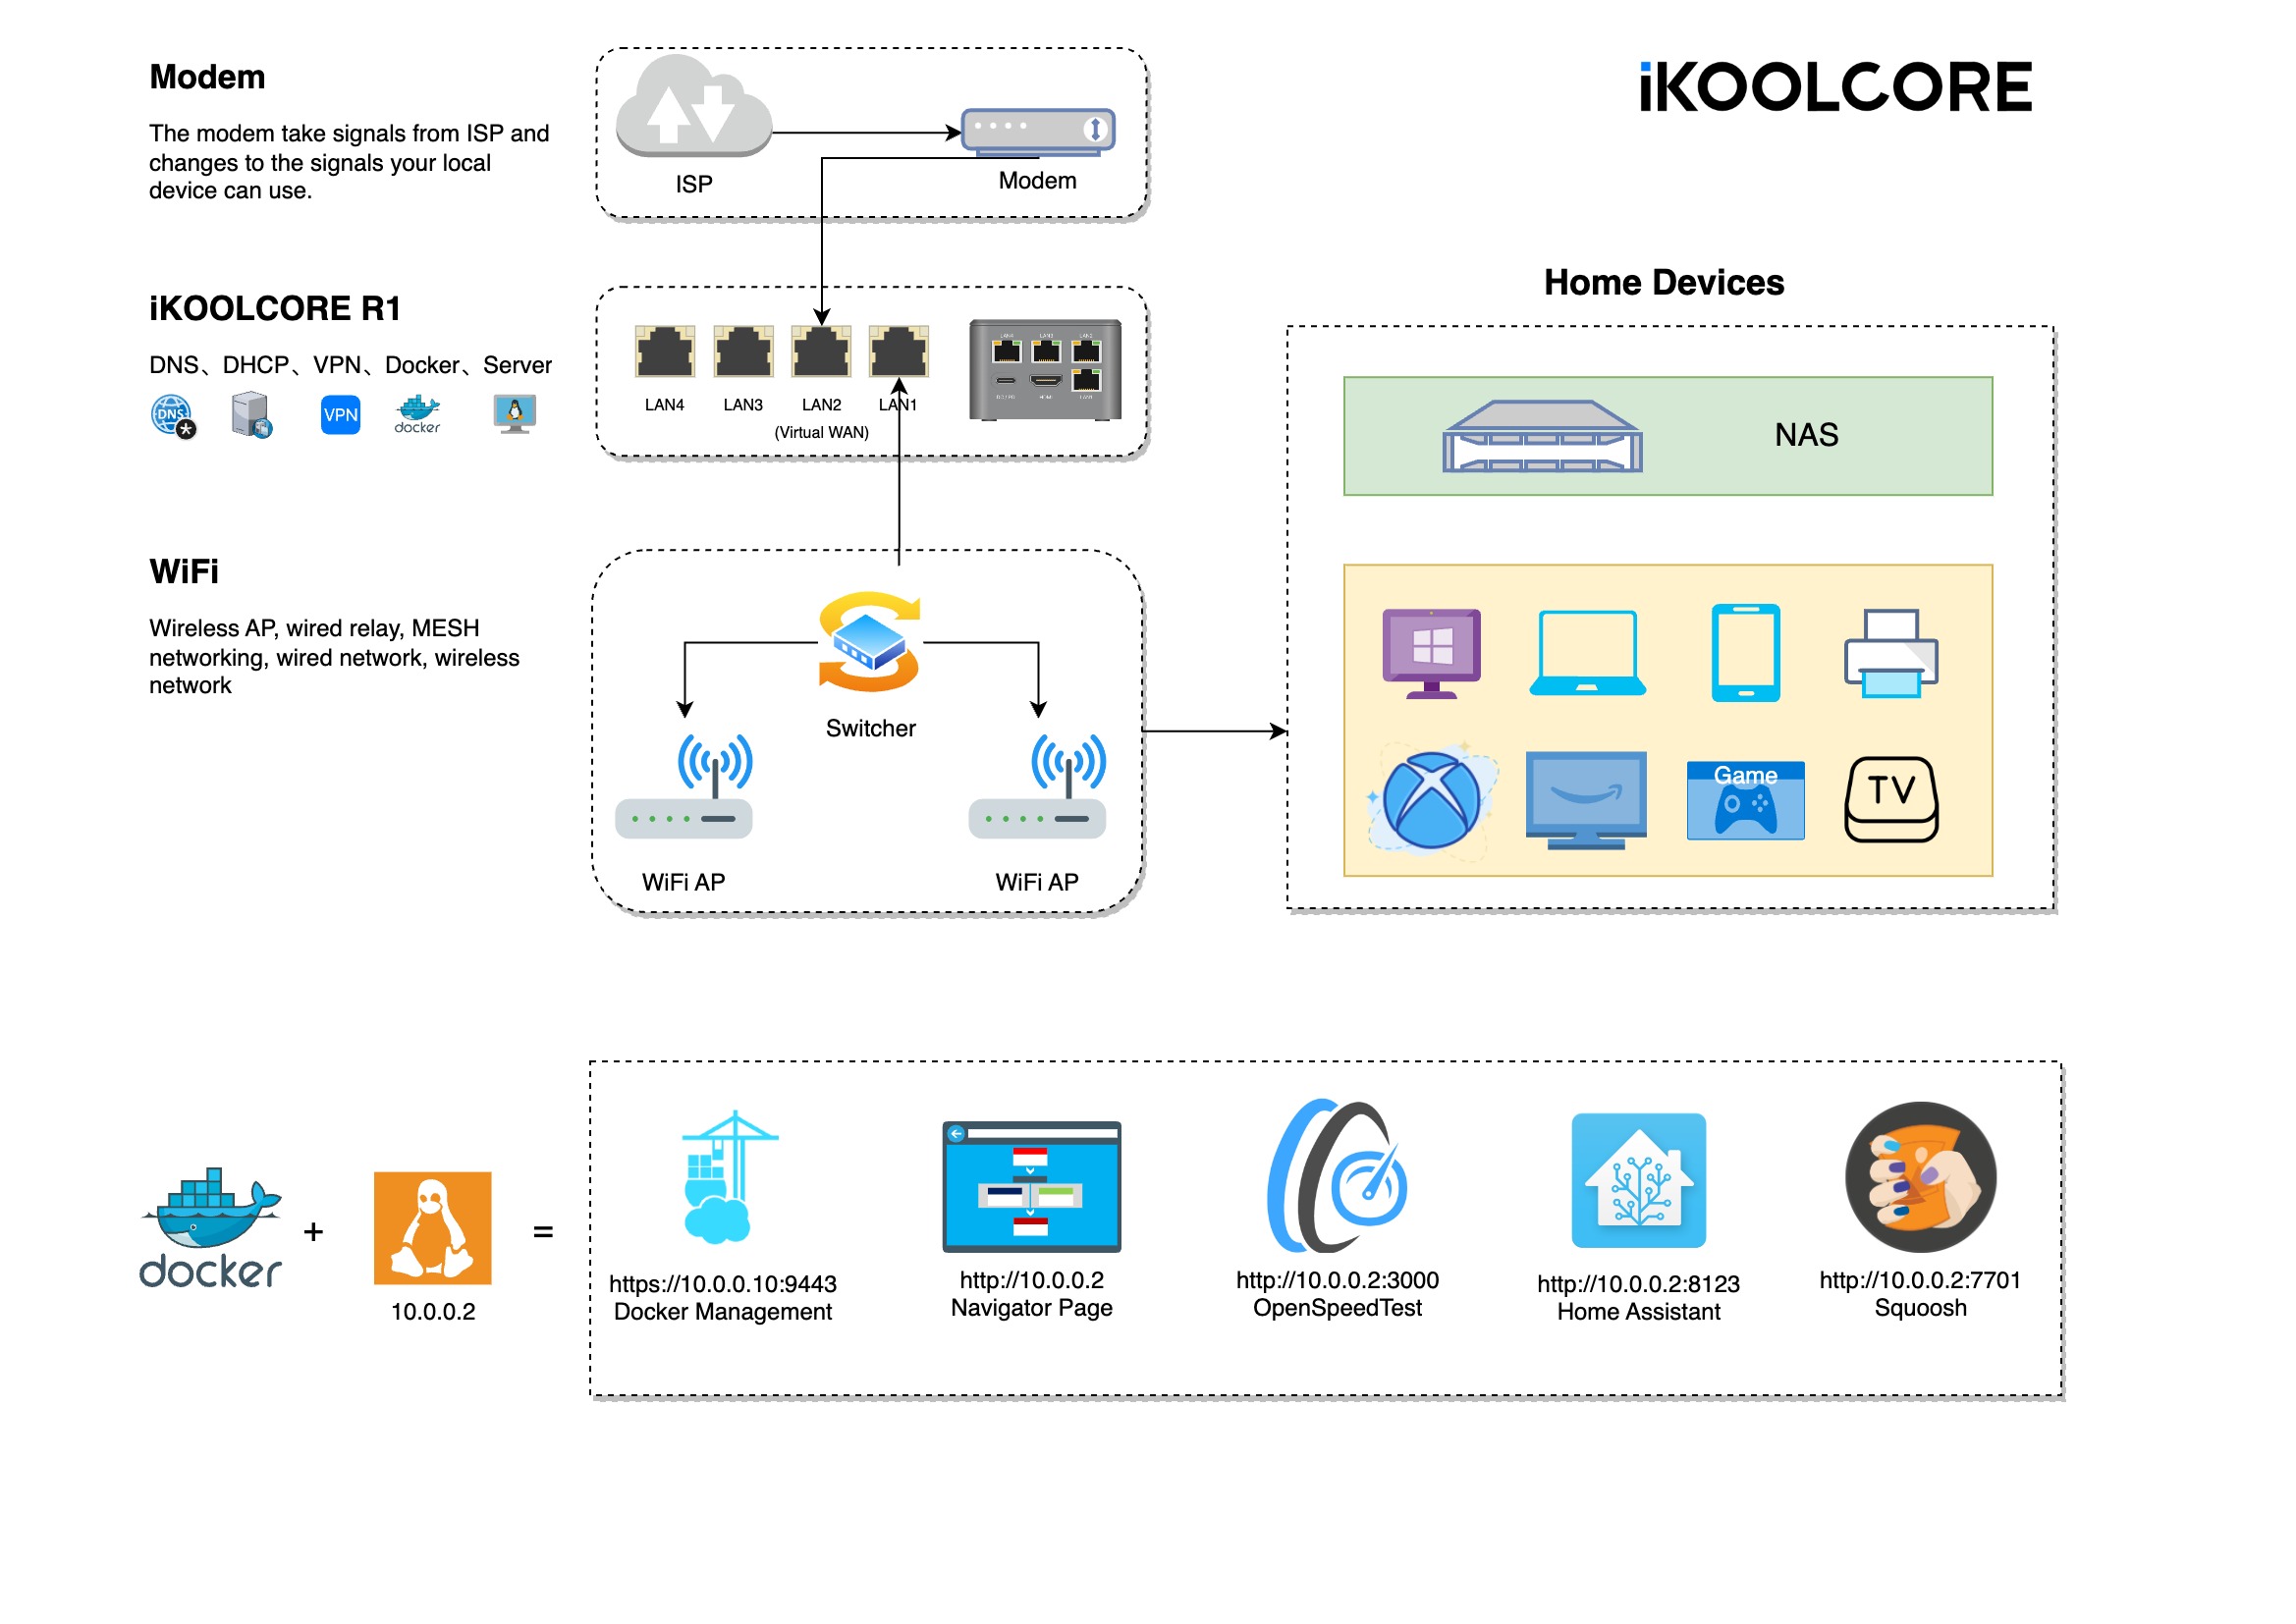 Modem
The modem take signals from ISP and
changes to the signals your local
device can use.
ISP
Modem
iKOOLCORE
iKOOLCORE R1
DNS、DHCP、VPN、Docker、Server
DNS
VPN
docker
LAN4
LAN3
LAN2
LAN1
(Virtual WAN)
LAN4
LAN3
LAN2
HDMI
LAN1
Home Devices
NAS
WiFi
Wireless AP, wired relay, MESH
networking, wired network, wireless
network
Switcher
WiFi AP
WiFi AP
Game
TV
docker
+
10.0.0.2
=
https://10.0.0.10:9443
Docker Management
http://10.0.0.2
Navigator Page
http://10.0.0.2:3000
OpenSpeedTest
http://10.0.0.2:8123
Home Assistant
http://10.0.0.2:7701
Squoosh